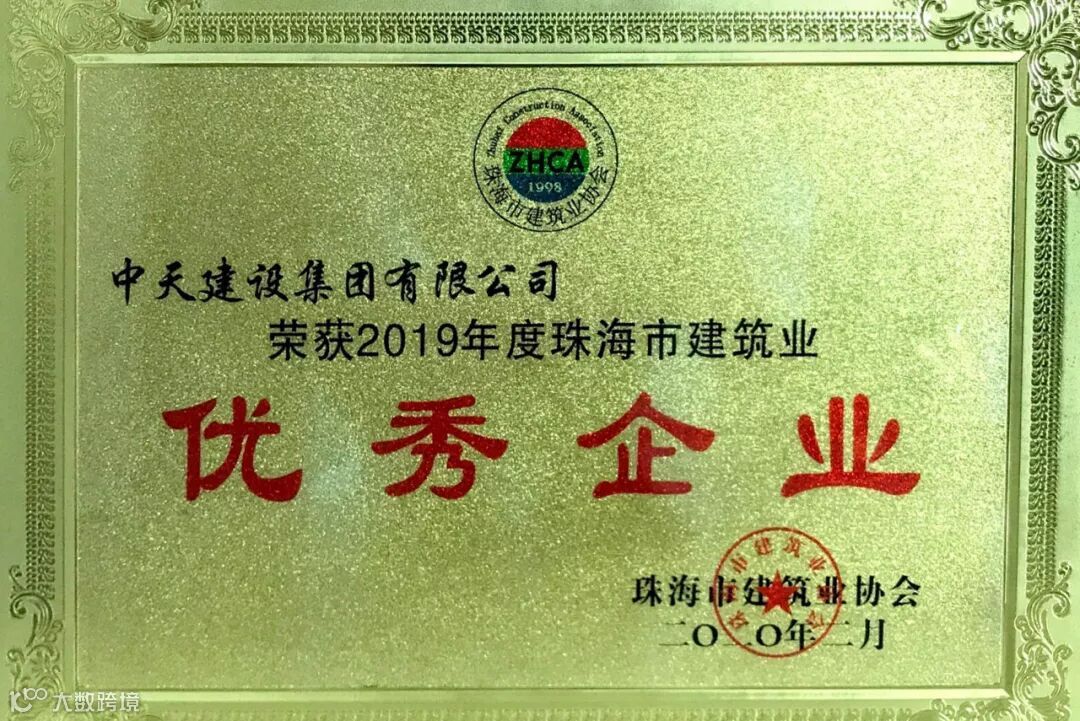 Zhuhai Construction Association
ZHCA
1998
珠海市建筑业协会
中天建设集团有限公司
荣获2019年度珠海市建筑业
优秀企业
珠海市建筑业协会
二〇二〇年二月
大数跨境